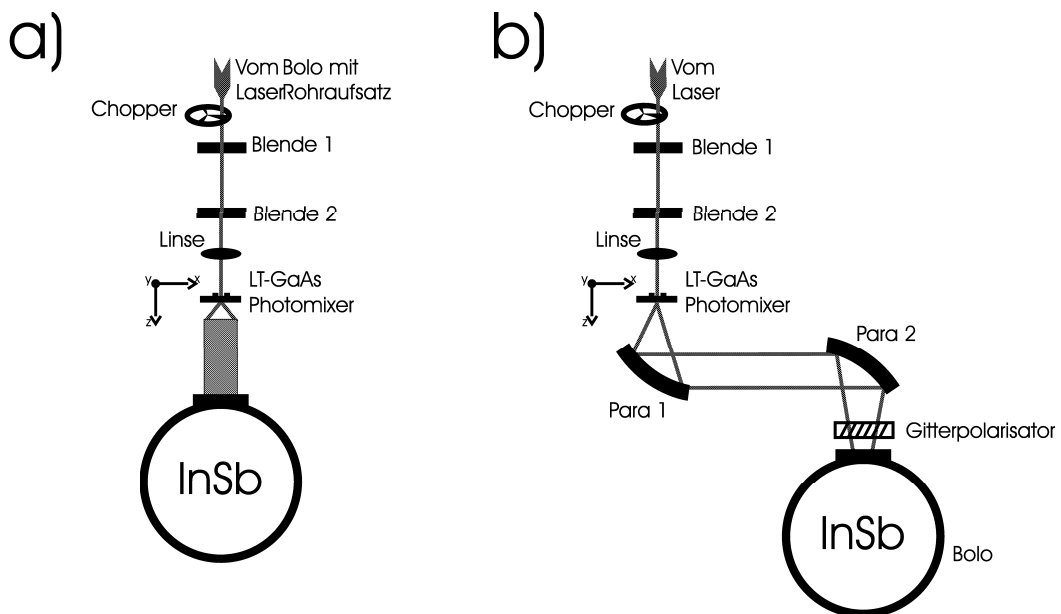 a)
Vom Bolo mit
LaserRohraufsatz
Chopper
Blende 1
Blende 2
Linse
LT-GaAs
Photomixer
y
x
z
InSb
b)
Vom
Laser
Chopper
Blende 1
Blende 2
Linse
LT-GaAs
Photomixer
y
x
z
Para 2
Para 1
Gitterpolarisator
InSb
Bolo